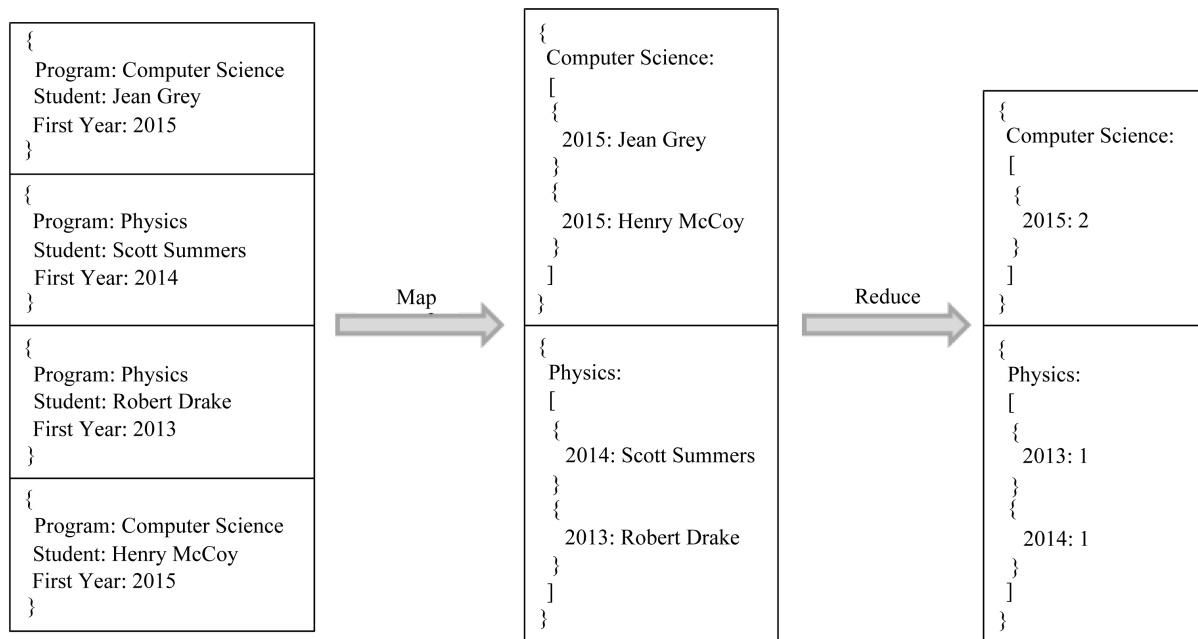 {
Program: Computer Science
Student: Jean Grey
First Year: 2015
}
{
Program: Physics
Student: Scott Summers
First Year: 2014
}
{
Program: Physics
Student: Robert Drake
First Year: 2013
}
{
Program: Computer Science
Student: Henry McCoy
First Year: 2015
}
Map
{
Computer Science:
[
{
2015: Jean Grey
}
{
2015: Henry McCoy
}
]
}
{
Physics:
[
{
2014: Scott Summers
}
{
2013: Robert Drake
}
]
}
Reduce
{
Computer Science:
[
{
2015: 2
}
]
}
{
Physics:
[
{
2013: 1
}
{
2014: 1
}
]
}